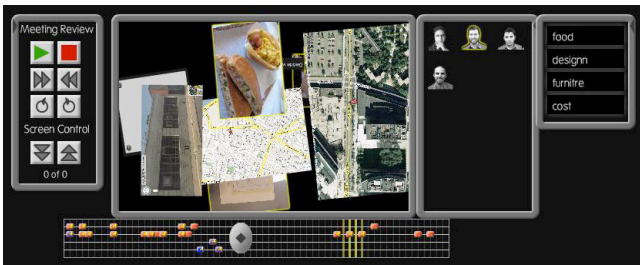 Meeting Review
Screen Control
0 of 0
food
designn
furnitre
cost